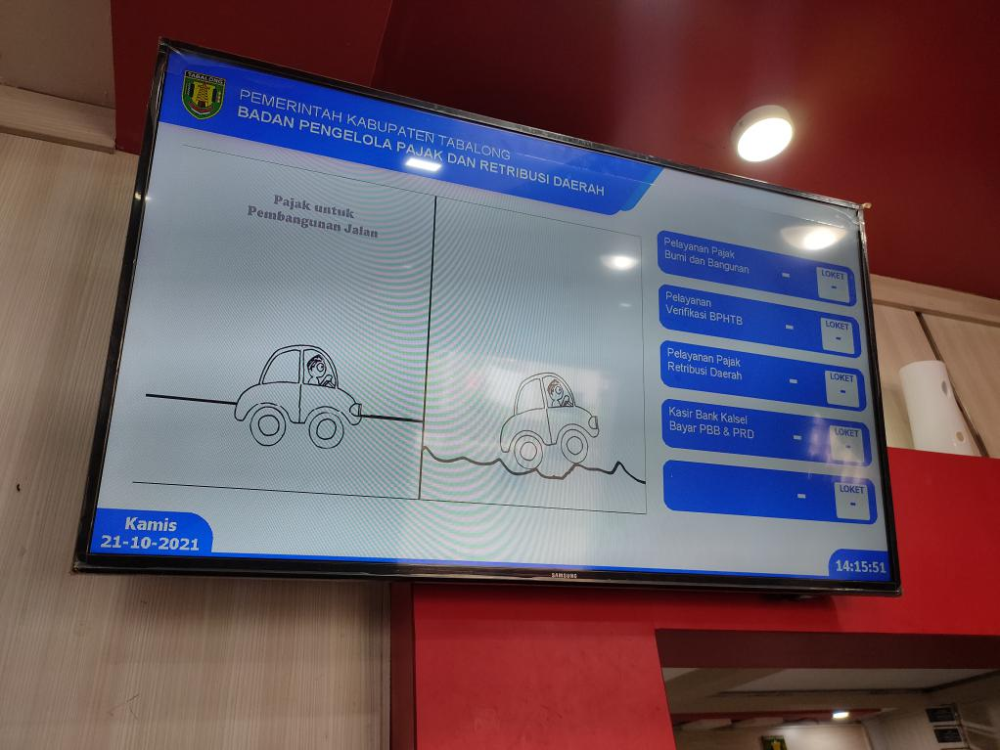 TABALONG
PEMERINTAH KABUPATEN TABALONG
BADAN PENGELOLA PAJAK DAN RETRIBUSI DAERAH
Pajak untuk
Pembangunan Jalan
Pelayanan Pajak
Bumi dan Bangunan
-
LOKET
-
Pelayanan
Verifikasi BPHTB
-
LOKET
-
Pelayanan Pajak
Retribusi Daerah
-
LOKET
-
Kasir Bank Kalsel
Bayar PBB & PRD
-
LOKET
-
-
LOKET
-
Kamis
21-10-2021
14:15:51
SAMSUNG